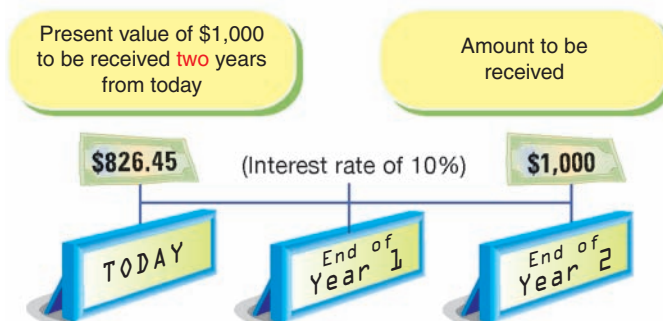 Present value of $1,000
to be received two years
from today
Amount to be
received
$826.45
(Interest rate of 10%)
$1,000
TODAY
End of
Year 1
End of
Year 2